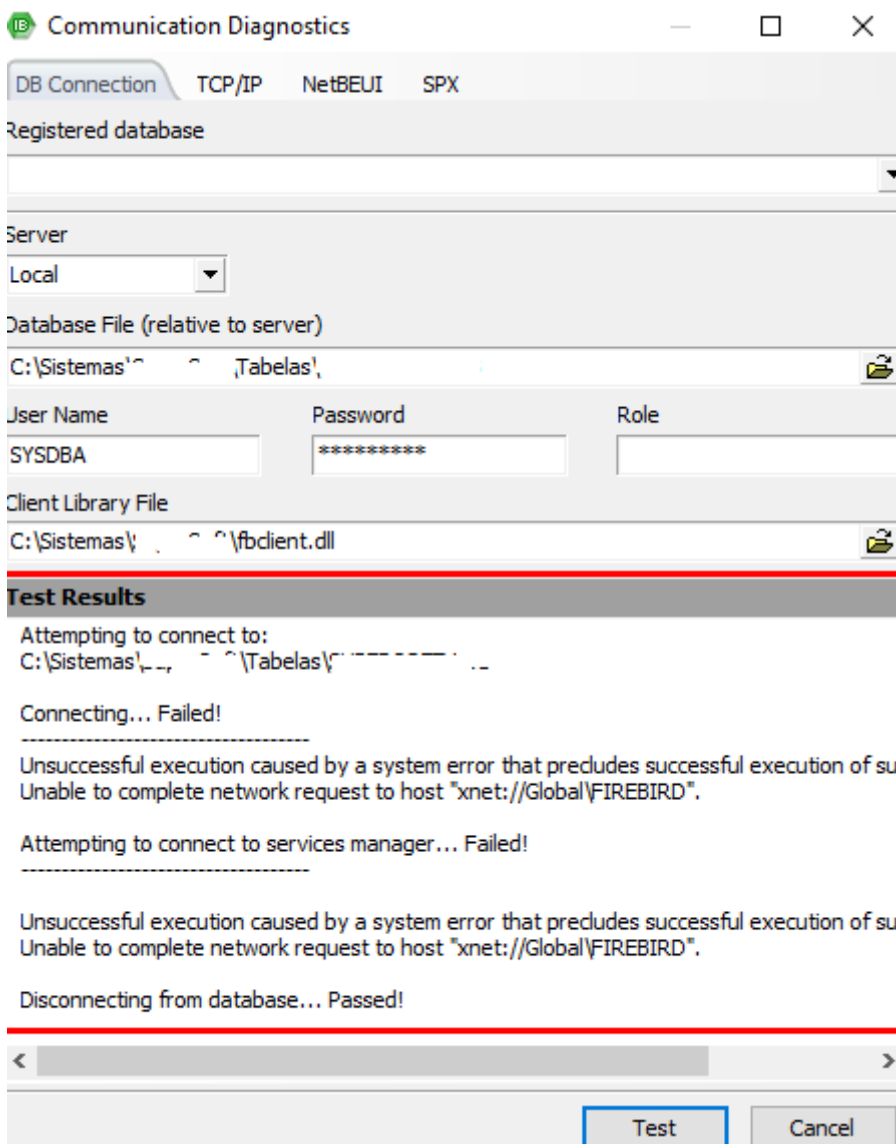 IB Communication Diagnostics
DB Connection TCP/IP NetBEUI SPX
Registered database
Server
Local
Database File (relative to server)
C:\Sistemas\ \Tabelas\
User Name Password Role
SYSDBA *********
Client Library File
C:\Sistemas\ \fbclient.dll
Test Results
Attempting to connect to:
C:\Sistemas\ \Tabelas\
Connecting... Failed!
------------------------------------
Unsuccessful execution caused by a system error that precludes successful execution of su
Unable to complete network request to host "xnet://Global\FIREBIRD".
Attempting to connect to services manager... Failed!
------------------------------------
Unsuccessful execution caused by a system error that precludes successful execution of su
Unable to complete network request to host "xnet://Global\FIREBIRD".
Disconnecting from database... Passed!
Test Cancel